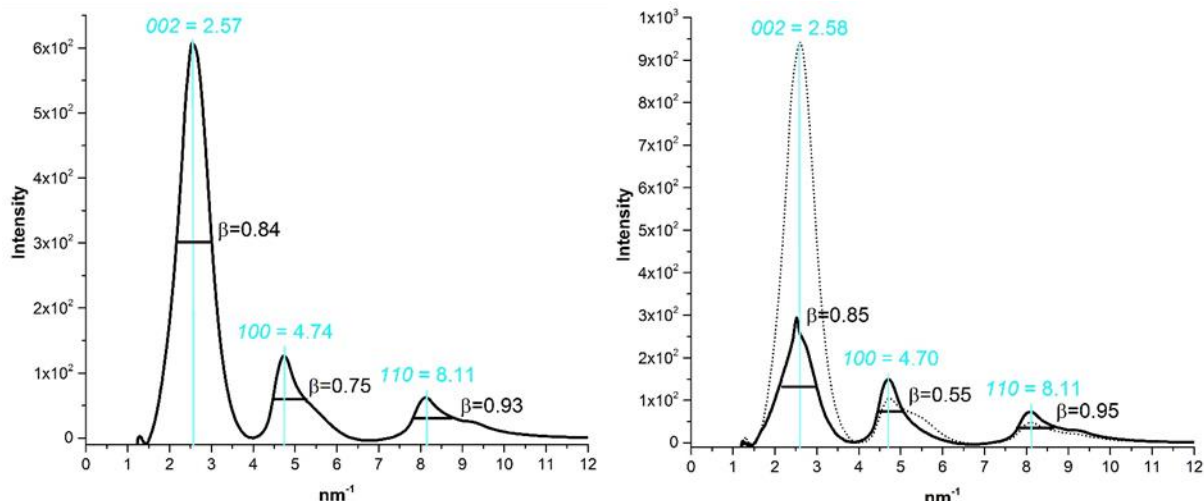 002 = 2.57
6x10²
5x10²
4x10²
3x10²
2x10²
1x10²
0
Intensity
β=0.84
100 = 4.74
β=0.75
110 = 8.11
β=0.93
0 1 2 3 4 5 6 7 8 9 10 11 12
nm⁻¹
002 = 2.58
1x10³
9x10²
8x10²
7x10²
6x10²
5x10²
4x10²
3x10²
2x10²
1x10²
0
Intensity
β=0.85
100 = 4.70
β=0.55
110 = 8.11
β=0.95
0 1 2 3 4 5 6 7 8 9 10 11 12
nm⁻¹